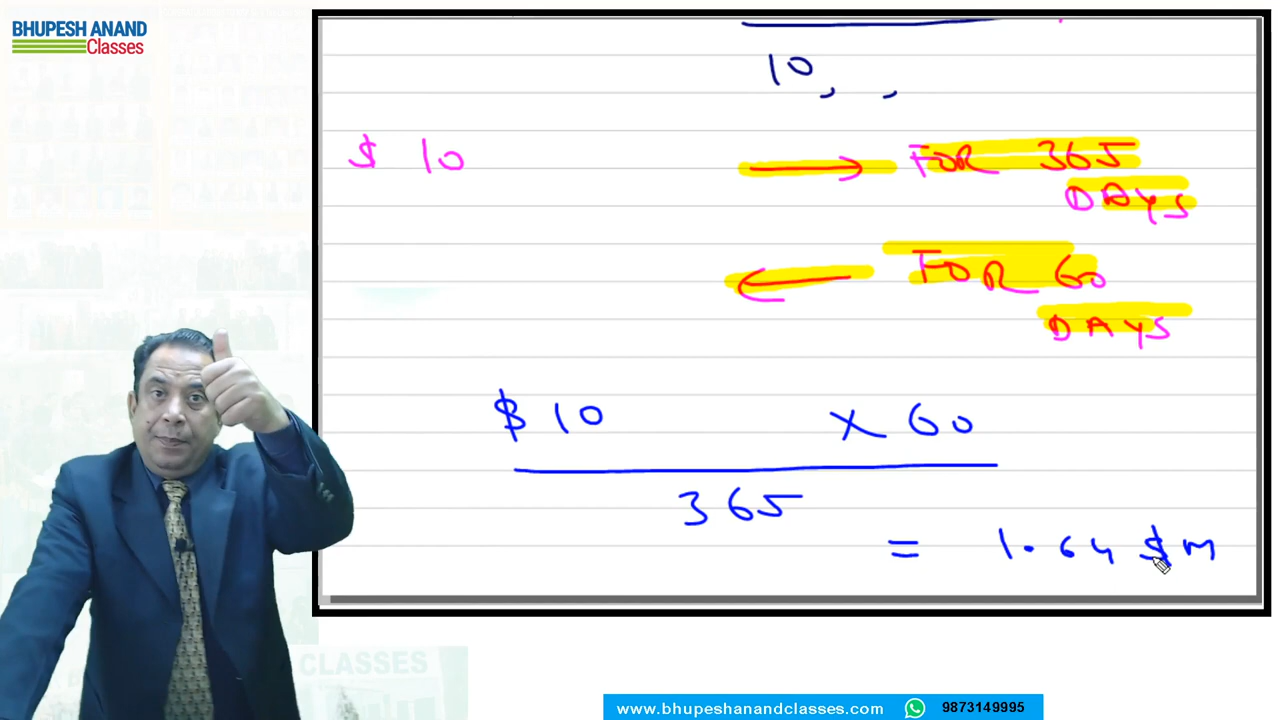 BHUPESH ANAND
Classes
10, ,
$ 10
FOR 365
DAYS
FOR 60
DAYS
$ 10 × 60
365
= 1.64 $ m
CLASSES
www.bhupeshanandclasses.com
9873149995